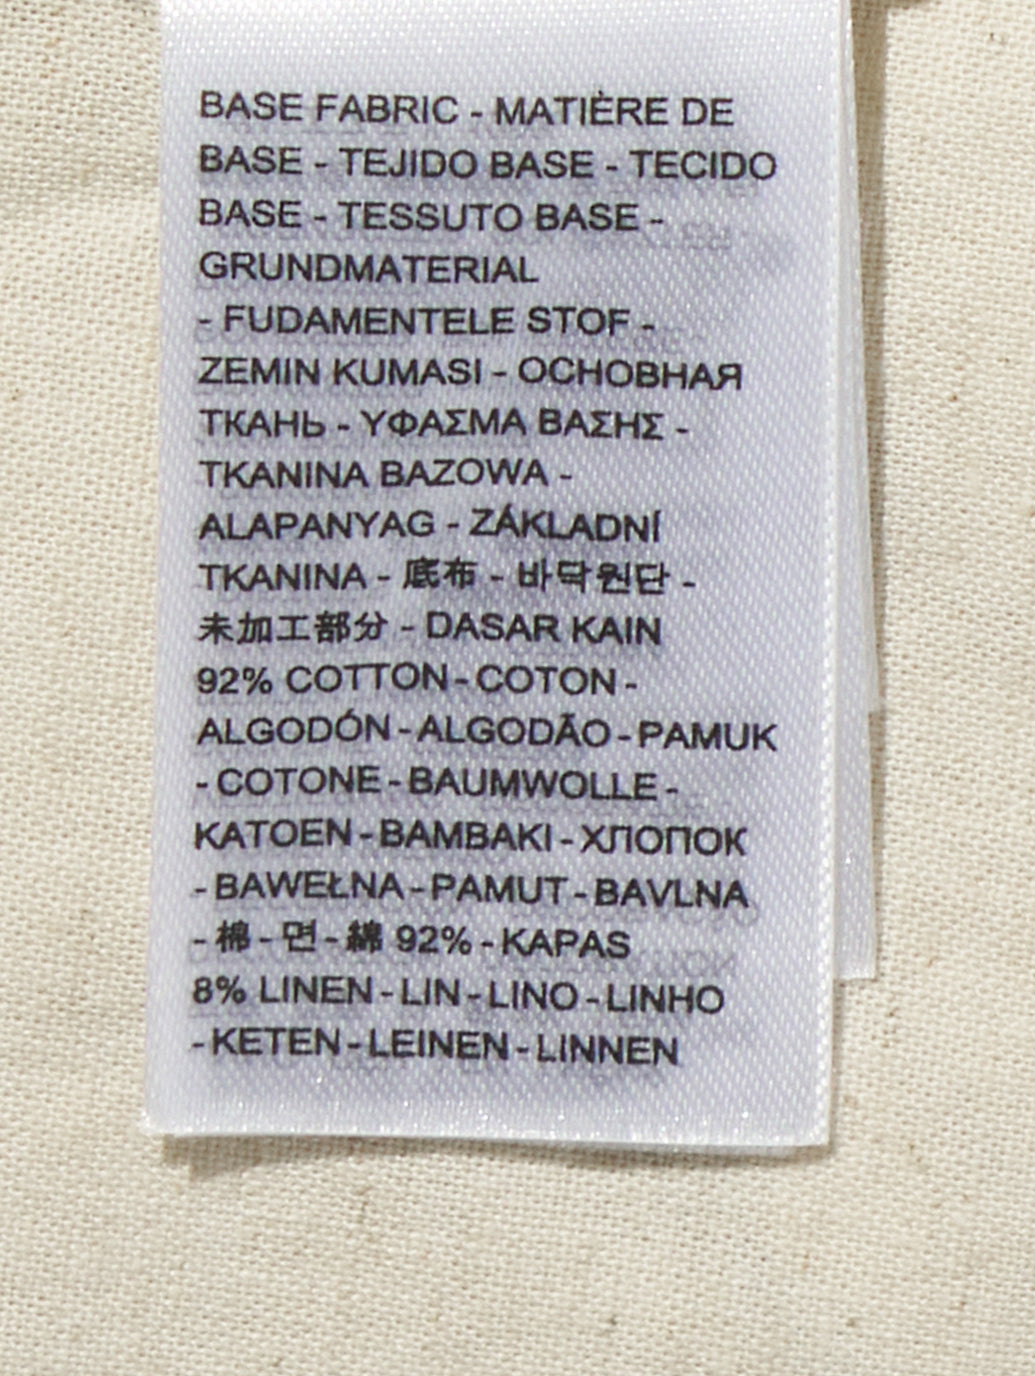 BASE FABRIC - MATIÈRE DE
BASE - TEJIDO BASE - TECIDO
BASE - TESSUTO BASE -
GRUNDMATERIAL
- FUDAMENTELE STOF -
ZEMIN KUMASI - ОСНОВНАЯ
ТКАНЬ - ΥΦΑΣΜΑ ΒΑΣΗΣ -
TKANINA BAZOWA -
ALAPANYAG - ZÁKLADNÍ
TKANINA - 底布 - 바닥원단 -
未加工部分 - DASAR KAIN
92% COTTON - COTON -
ALGODÓN - ALGODÃO - PAMUK
- COTONE - BAUMWOLLE -
KATOEN - BAMBAKI - ХЛОПОК
- BAWEŁNA - PAMUT - BAVLNA
- 棉 - 면 - 綿 92% - KAPAS
8% LINEN - LIN - LINO - LINHO
- KETEN - LEINEN - LINNEN